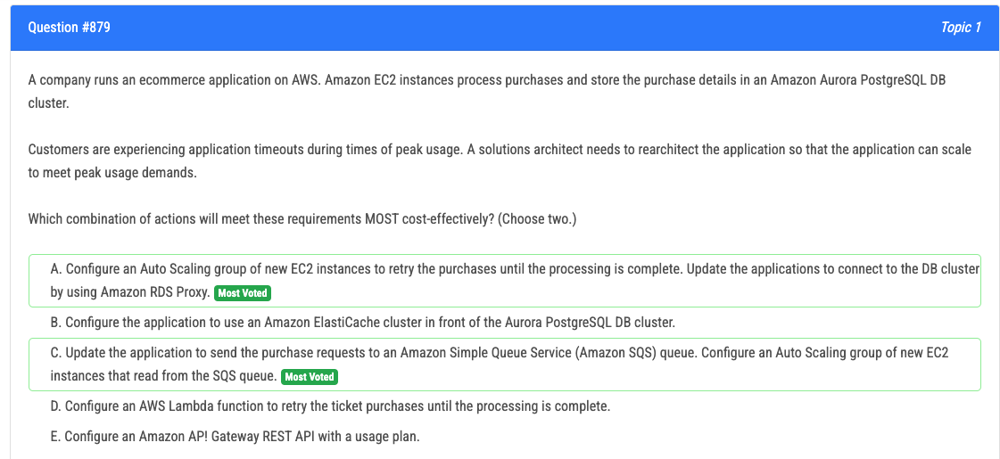 Question #879
Topic 1
A company runs an ecommerce application on AWS. Amazon EC2 instances process purchases and store the purchase details in an Amazon Aurora PostgreSQL DB
cluster.
Customers are experiencing application timeouts during times of peak usage. A solutions architect needs to rearchitect the application so that the application can scale
to meet peak usage demands.
Which combination of actions will meet these requirements MOST cost-effectively? (Choose two.)
A. Configure an Auto Scaling group of new EC2 instances to retry the purchases until the processing is complete. Update the applications to connect to the DB cluster
by using Amazon RDS Proxy. Most Voted
B. Configure the application to use an Amazon ElastiCache cluster in front of the Aurora PostgreSQL DB cluster.
C. Update the application to send the purchase requests to an Amazon Simple Queue Service (Amazon SQS) queue. Configure an Auto Scaling group of new EC2
instances that read from the SQS queue. Most Voted
D. Configure an AWS Lambda function to retry the ticket purchases until the processing is complete.
E. Configure an Amazon AP! Gateway REST API with a usage plan.